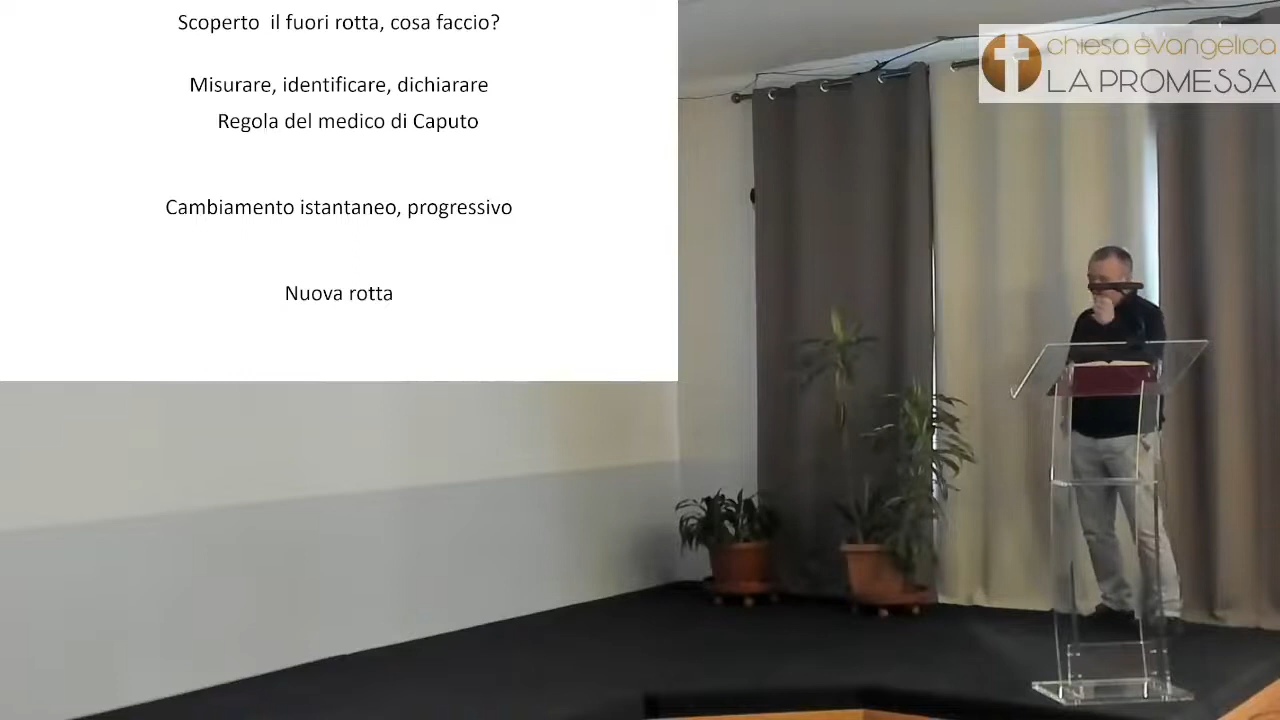 Scoperto il fuori rotta, cosa faccio?
Misurare, identificare, dichiarare
Regola del medico di Caputo
Cambiamento istantaneo, progressivo
Nuova rotta
chiesa evangelica
LA PROMESSA